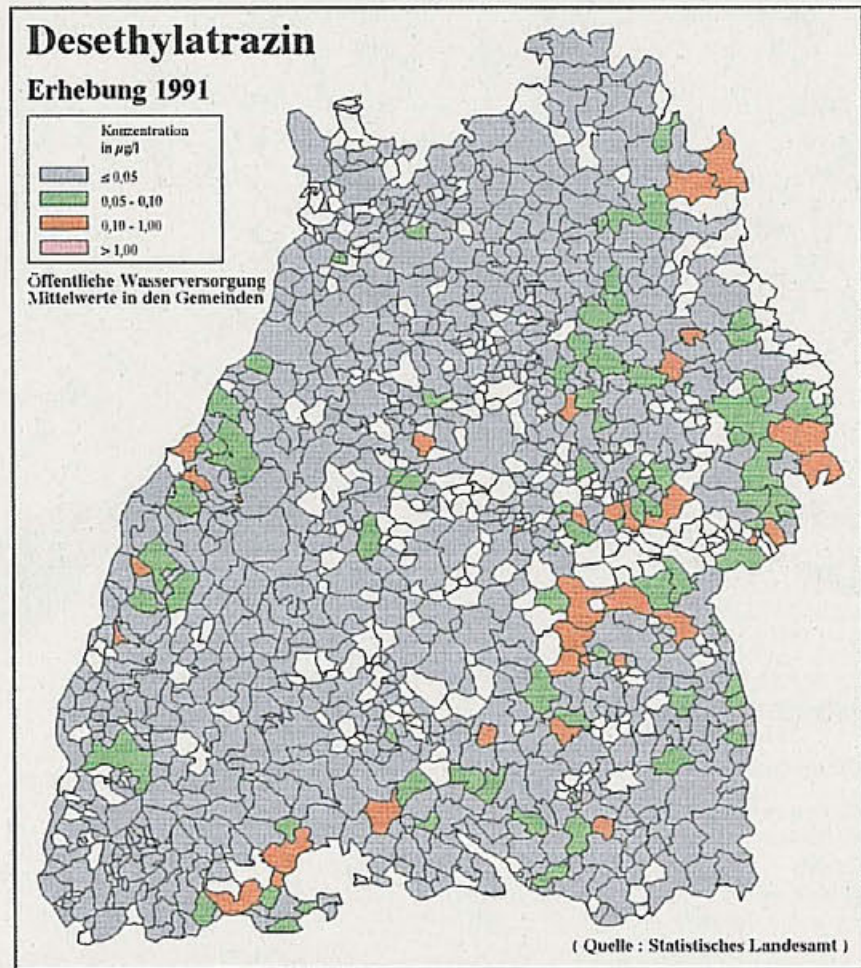 Desethylatrazin
Erhebung 1991
Konzentration
in µg/l
≤ 0,05
0,05 - 0,10
0,10 - 1,00
> 1,00
Öffentliche Wasserversorgung
Mittelwerte in den Gemeinden
( Quelle : Statistisches Landesamt )